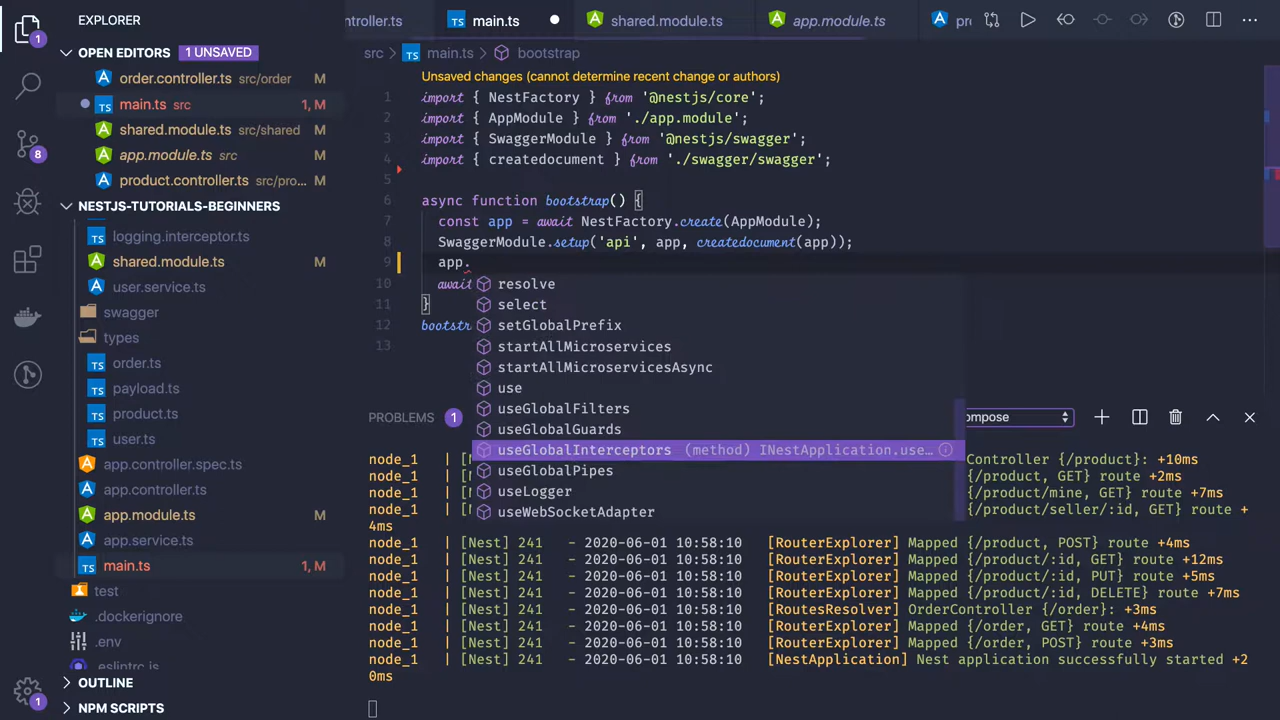 EXPLORER
OPEN EDITORS 1 UNSAVED
order.controller.ts src/order M
TS main.ts src 1, M
shared.module.ts src/shared M
app.module.ts src M
product.controller.ts src/pro... M
NESTJS-TUTORIALS-BEGINNERS
TS logging.interceptor.ts
shared.module.ts M
TS user.service.ts
swagger
types
TS order.ts
TS payload.ts
TS product.ts
TS user.ts
app.controller.spec.ts
app.controller.ts
app.module.ts M
app.service.ts
TS main.ts 1, M
test
.dockerignore
.env
.eslintrc.js
OUTLINE
NPM SCRIPTS
1
8
1
ntroller.ts TS main.ts shared.module.ts app.module.ts pr
src > TS main.ts > bootstrap
Unsaved changes (cannot determine recent change or authors)
1 import { NestFactory } from '@nestjs/core';
2 import { AppModule } from './app.module';
3 import { SwaggerModule } from '@nestjs/swagger';
4 import { createdocument } from './swagger/swagger';
5
6 async function bootstrap() {
7 const app = await NestFactory.create(AppModule);
8 SwaggerModule.setup('api', app, createdocument(app));
9 app.
10 await
11 }
12 bootstr
13
resolve
select
setGlobalPrefix
startAllMicroservices
startAllMicroservicesAsync
use
useGlobalFilters
useGlobalGuards
useGlobalInterceptors (method) INestApplication.use…
useGlobalPipes
useLogger
useWebSocketAdapter
PROBLEMS 1 ompose
node_1 | [N Controller {/product}: +10ms
node_1 | [N {/product, GET} route +2ms
node_1 | [N {/product/mine, GET} route +7ms
node_1 | [N {/product/seller/:id, GET} route +
4ms
node_1 | [Nest] 241 - 2020-06-01 10:58:10 [RouterExplorer] Mapped {/product, POST} route +4ms
node_1 | [Nest] 241 - 2020-06-01 10:58:10 [RouterExplorer] Mapped {/product/:id, GET} route +12ms
node_1 | [Nest] 241 - 2020-06-01 10:58:10 [RouterExplorer] Mapped {/product/:id, PUT} route +5ms
node_1 | [Nest] 241 - 2020-06-01 10:58:10 [RouterExplorer] Mapped {/product/:id, DELETE} route +7ms
node_1 | [Nest] 241 - 2020-06-01 10:58:10 [RoutesResolver] OrderController {/order}: +3ms
node_1 | [Nest] 241 - 2020-06-01 10:58:10 [RouterExplorer] Mapped {/order, GET} route +4ms
node_1 | [Nest] 241 - 2020-06-01 10:58:10 [RouterExplorer] Mapped {/order, POST} route +3ms
node_1 | [Nest] 241 - 2020-06-01 10:58:10 [NestApplication] Nest application successfully started +2
0ms